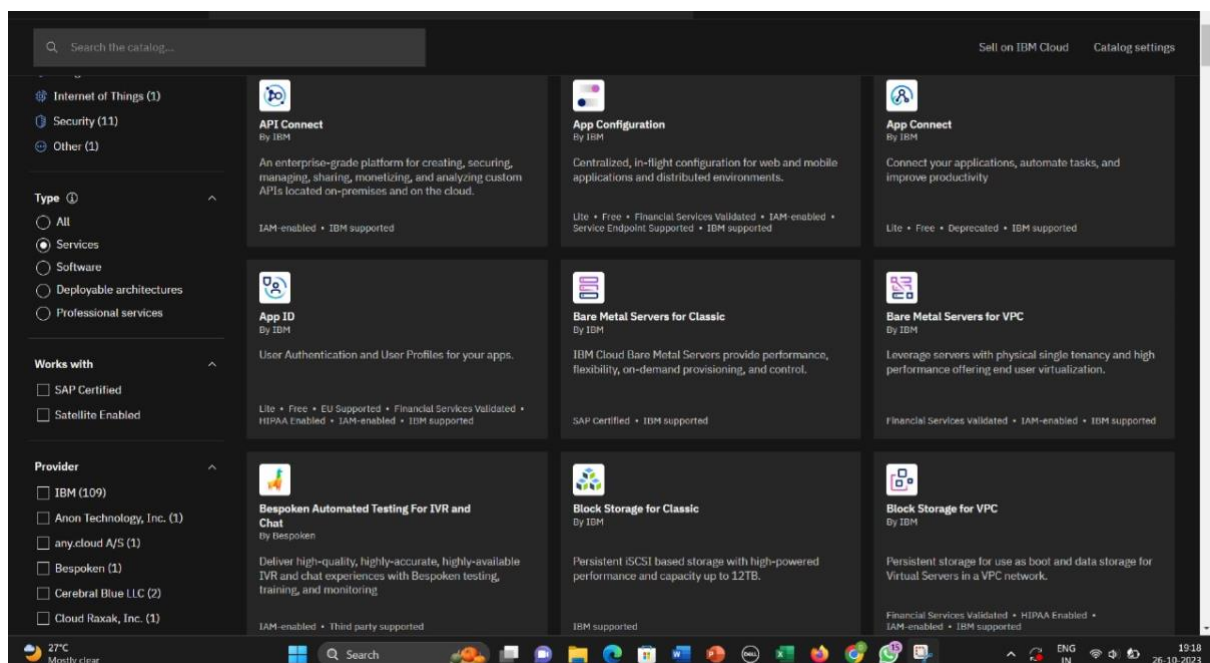 Search the catalog...
Sell on IBM Cloud
Catalog settings
Internet of Things (1)
Security (11)
Other (1)
Type
All
Services
Software
Deployable architectures
Professional services
Works with
SAP Certified
Satellite Enabled
Provider
IBM (109)
Anon Technology, Inc. (1)
any.cloud A/S (1)
Bespoken (1)
Cerebral Blue LLC (2)
Cloud Raxak, Inc. (1)
API Connect
By IBM
An enterprise-grade platform for creating, securing,
managing, sharing, monetizing, and analyzing custom
APIs located on-premises and on the cloud.
IAM-enabled • IBM supported
App Configuration
By IBM
Centralized, in-flight configuration for web and mobile
applications and distributed environments.
Lite • Free • Financial Services Validated • IAM-enabled •
Service Endpoint Supported • IBM supported
App Connect
By IBM
Connect your applications, automate tasks, and
improve productivity
Lite • Free • Deprecated • IBM supported
App ID
By IBM
User Authentication and User Profiles for your apps.
Lite • Free • EU Supported • Financial Services Validated •
HIPAA Enabled • IAM-enabled • IBM supported
Bare Metal Servers for Classic
By IBM
IBM Cloud Bare Metal Servers provide performance,
flexibility, on-demand provisioning, and control.
SAP Certified • IBM supported
Bare Metal Servers for VPC
By IBM
Leverage servers with physical single tenancy and high
performance offering end user virtualization.
Financial Services Validated • IAM-enabled • IBM supported
Bespoken Automated Testing For IVR and
Chat
By Bespoken
Deliver high-quality, highly-accurate, highly-available
IVR and chat experiences with Bespoken testing,
training, and monitoring
IAM-enabled • Third party supported
Block Storage for Classic
By IBM
Persistent iSCSI based storage with high-powered
performance and capacity up to 12TB.
IBM supported
Block Storage for VPC
By IBM
Persistent storage for use as boot and data storage for
Virtual Servers in a VPC network.
Financial Services Validated • HIPAA Enabled •
IAM-enabled • IBM supported
27°C
Mostly clear
Search
ENG
IN
19:18
26-10-2023